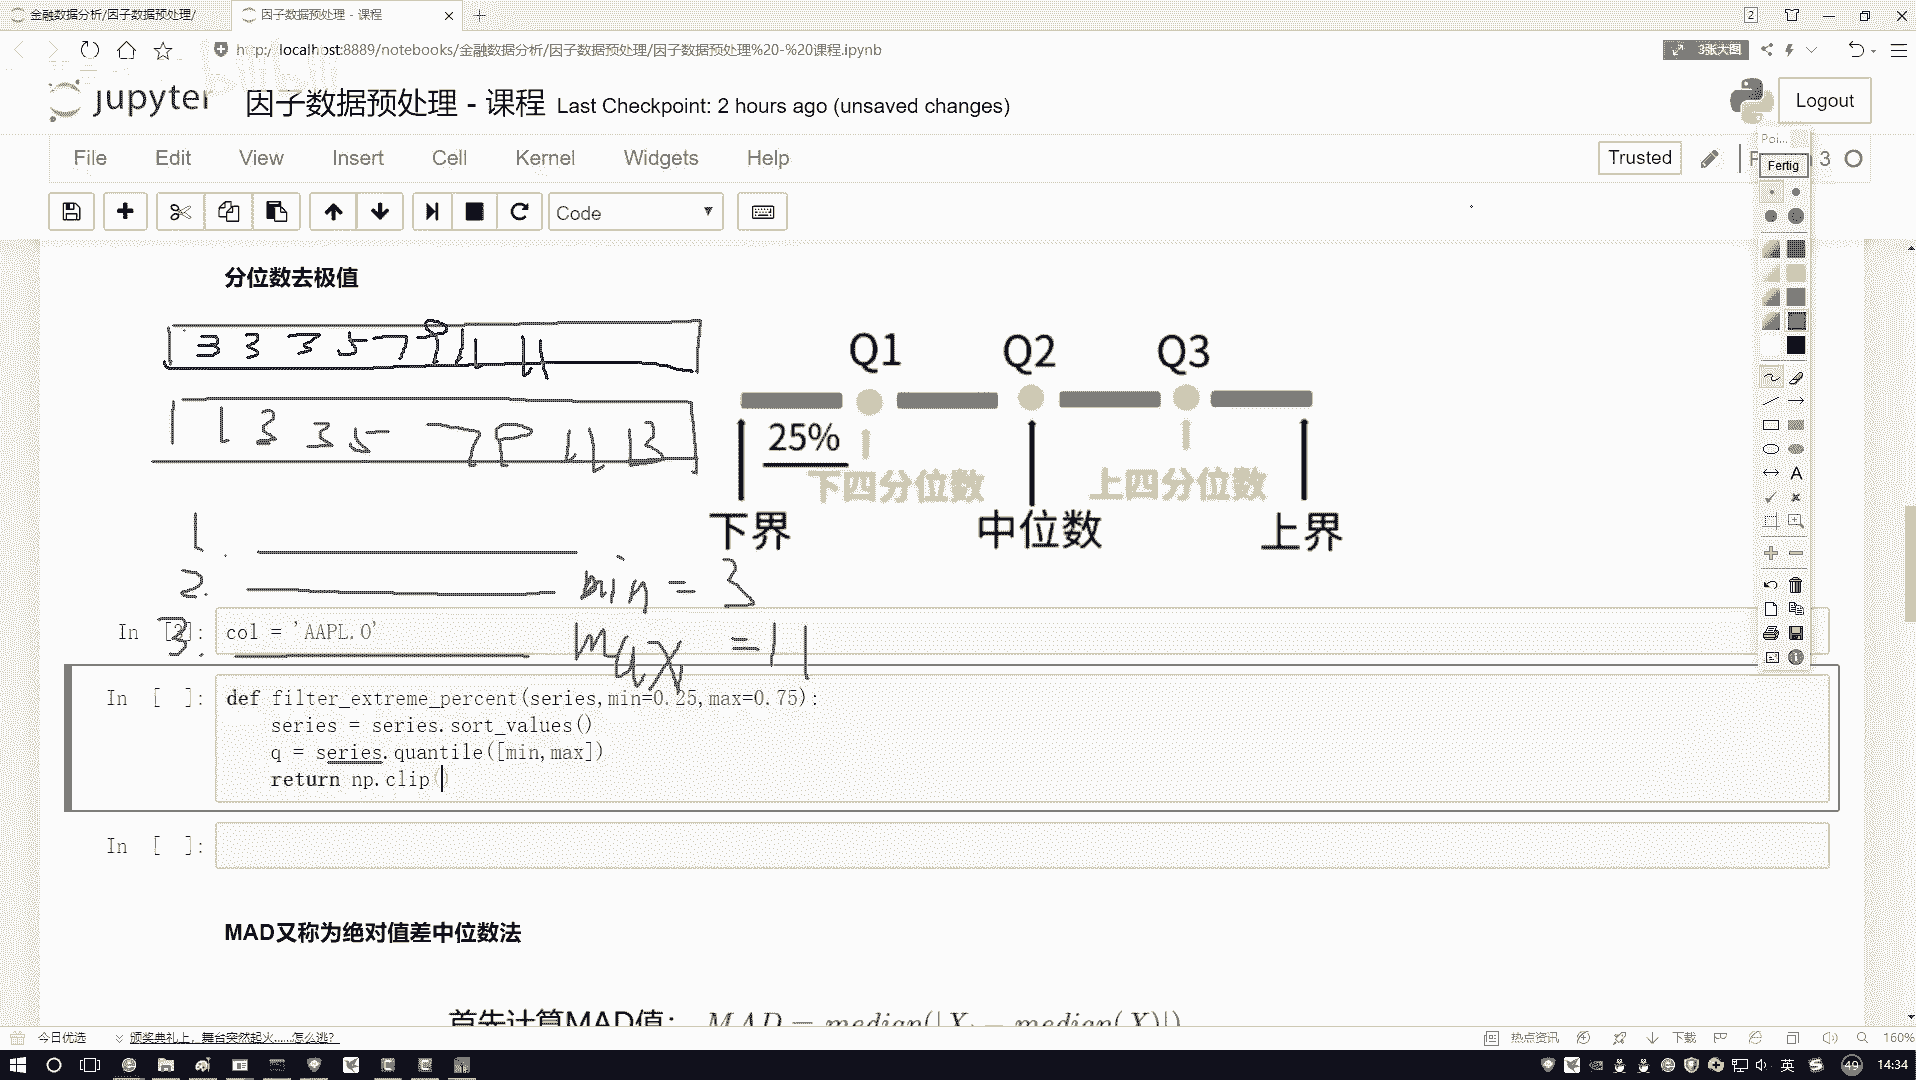 金融数据分析/因子数据预处理/
因子数据预处理 - 课程
2
http://localhost:8889/notebooks/金融数据分析/因子数据预处理/因子数据预处理%20-%20课程.ipynb
3张大图
jupyter
因子数据预处理 - 课程 Last Checkpoint: 2 hours ago (unsaved changes)
Logout
File Edit View Insert Cell Kernel Widgets Help
Trusted
3
Poi...
Fertig
Code
分位数去极值
3 3 3 5 7 9 11 11
1 1 3 3 5 7 9 11 13
Q1 Q2 Q3
25%
下四分位数 上四分位数
下界 中位数 上界
1.
2. min = 3
3. max = 11
In [2]: col = 'AAPL.O'
In [ ]: def filter_extreme_percent(series,min=0.25,max=0.75):
series = series.sort_values()
q = series.quantile([min,max])
return np.clip()
In [ ]:
MAD又称为绝对值差中位数法
首先计算MAD值: MAD = median(|X_i − median(X)|)
今日优选 颁奖典礼上，舞台突然起火......怎么逃?
热点资讯 下载 160%
英 49 14:34